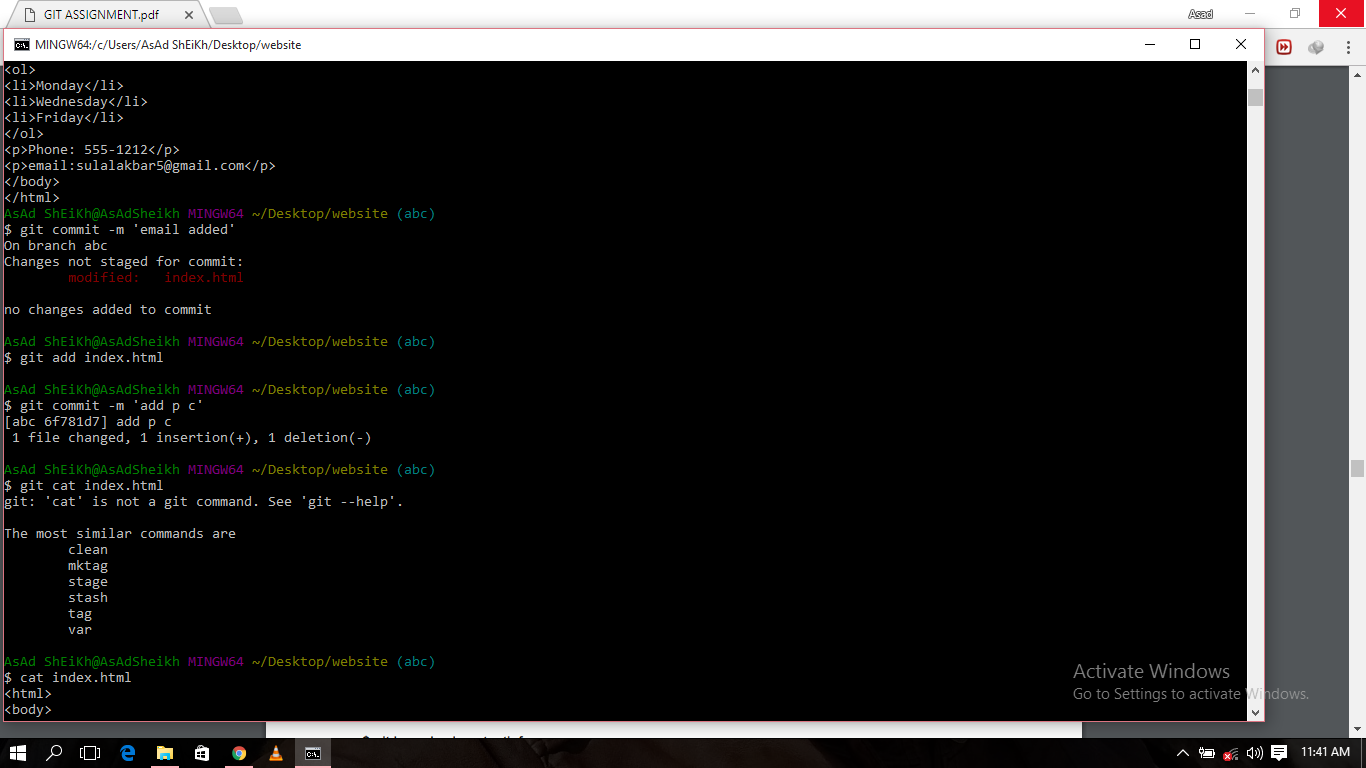 GIT ASSIGNMENT.pdf
Asad
MINGW64:/c/Users/AsAd ShEiKh/Desktop/website
<ol>
<li>Monday</li>
<li>Wednesday</li>
<li>Friday</li>
</ol>
<p>Phone: 555-1212</p>
<p>email:sulalakbar5@gmail.com</p>
</body>
</html>
AsAd ShEiKh@AsAdSheikh MINGW64 ~/Desktop/website (abc)
$ git commit -m 'email added'
On branch abc
Changes not staged for commit:
modified: index.html
no changes added to commit
AsAd ShEiKh@AsAdSheikh MINGW64 ~/Desktop/website (abc)
$ git add index.html
AsAd ShEiKh@AsAdSheikh MINGW64 ~/Desktop/website (abc)
$ git commit -m 'add p c'
[abc 6f781d7] add p c
1 file changed, 1 insertion(+), 1 deletion(-)
AsAd ShEiKh@AsAdSheikh MINGW64 ~/Desktop/website (abc)
$ git cat index.html
git: 'cat' is not a git command. See 'git --help'.
The most similar commands are
clean
mktag
stage
stash
tag
var
AsAd ShEiKh@AsAdSheikh MINGW64 ~/Desktop/website (abc)
$ cat index.html
<html>
<body>
Activate Windows
Go to Settings to activate Windows.
11:41 AM